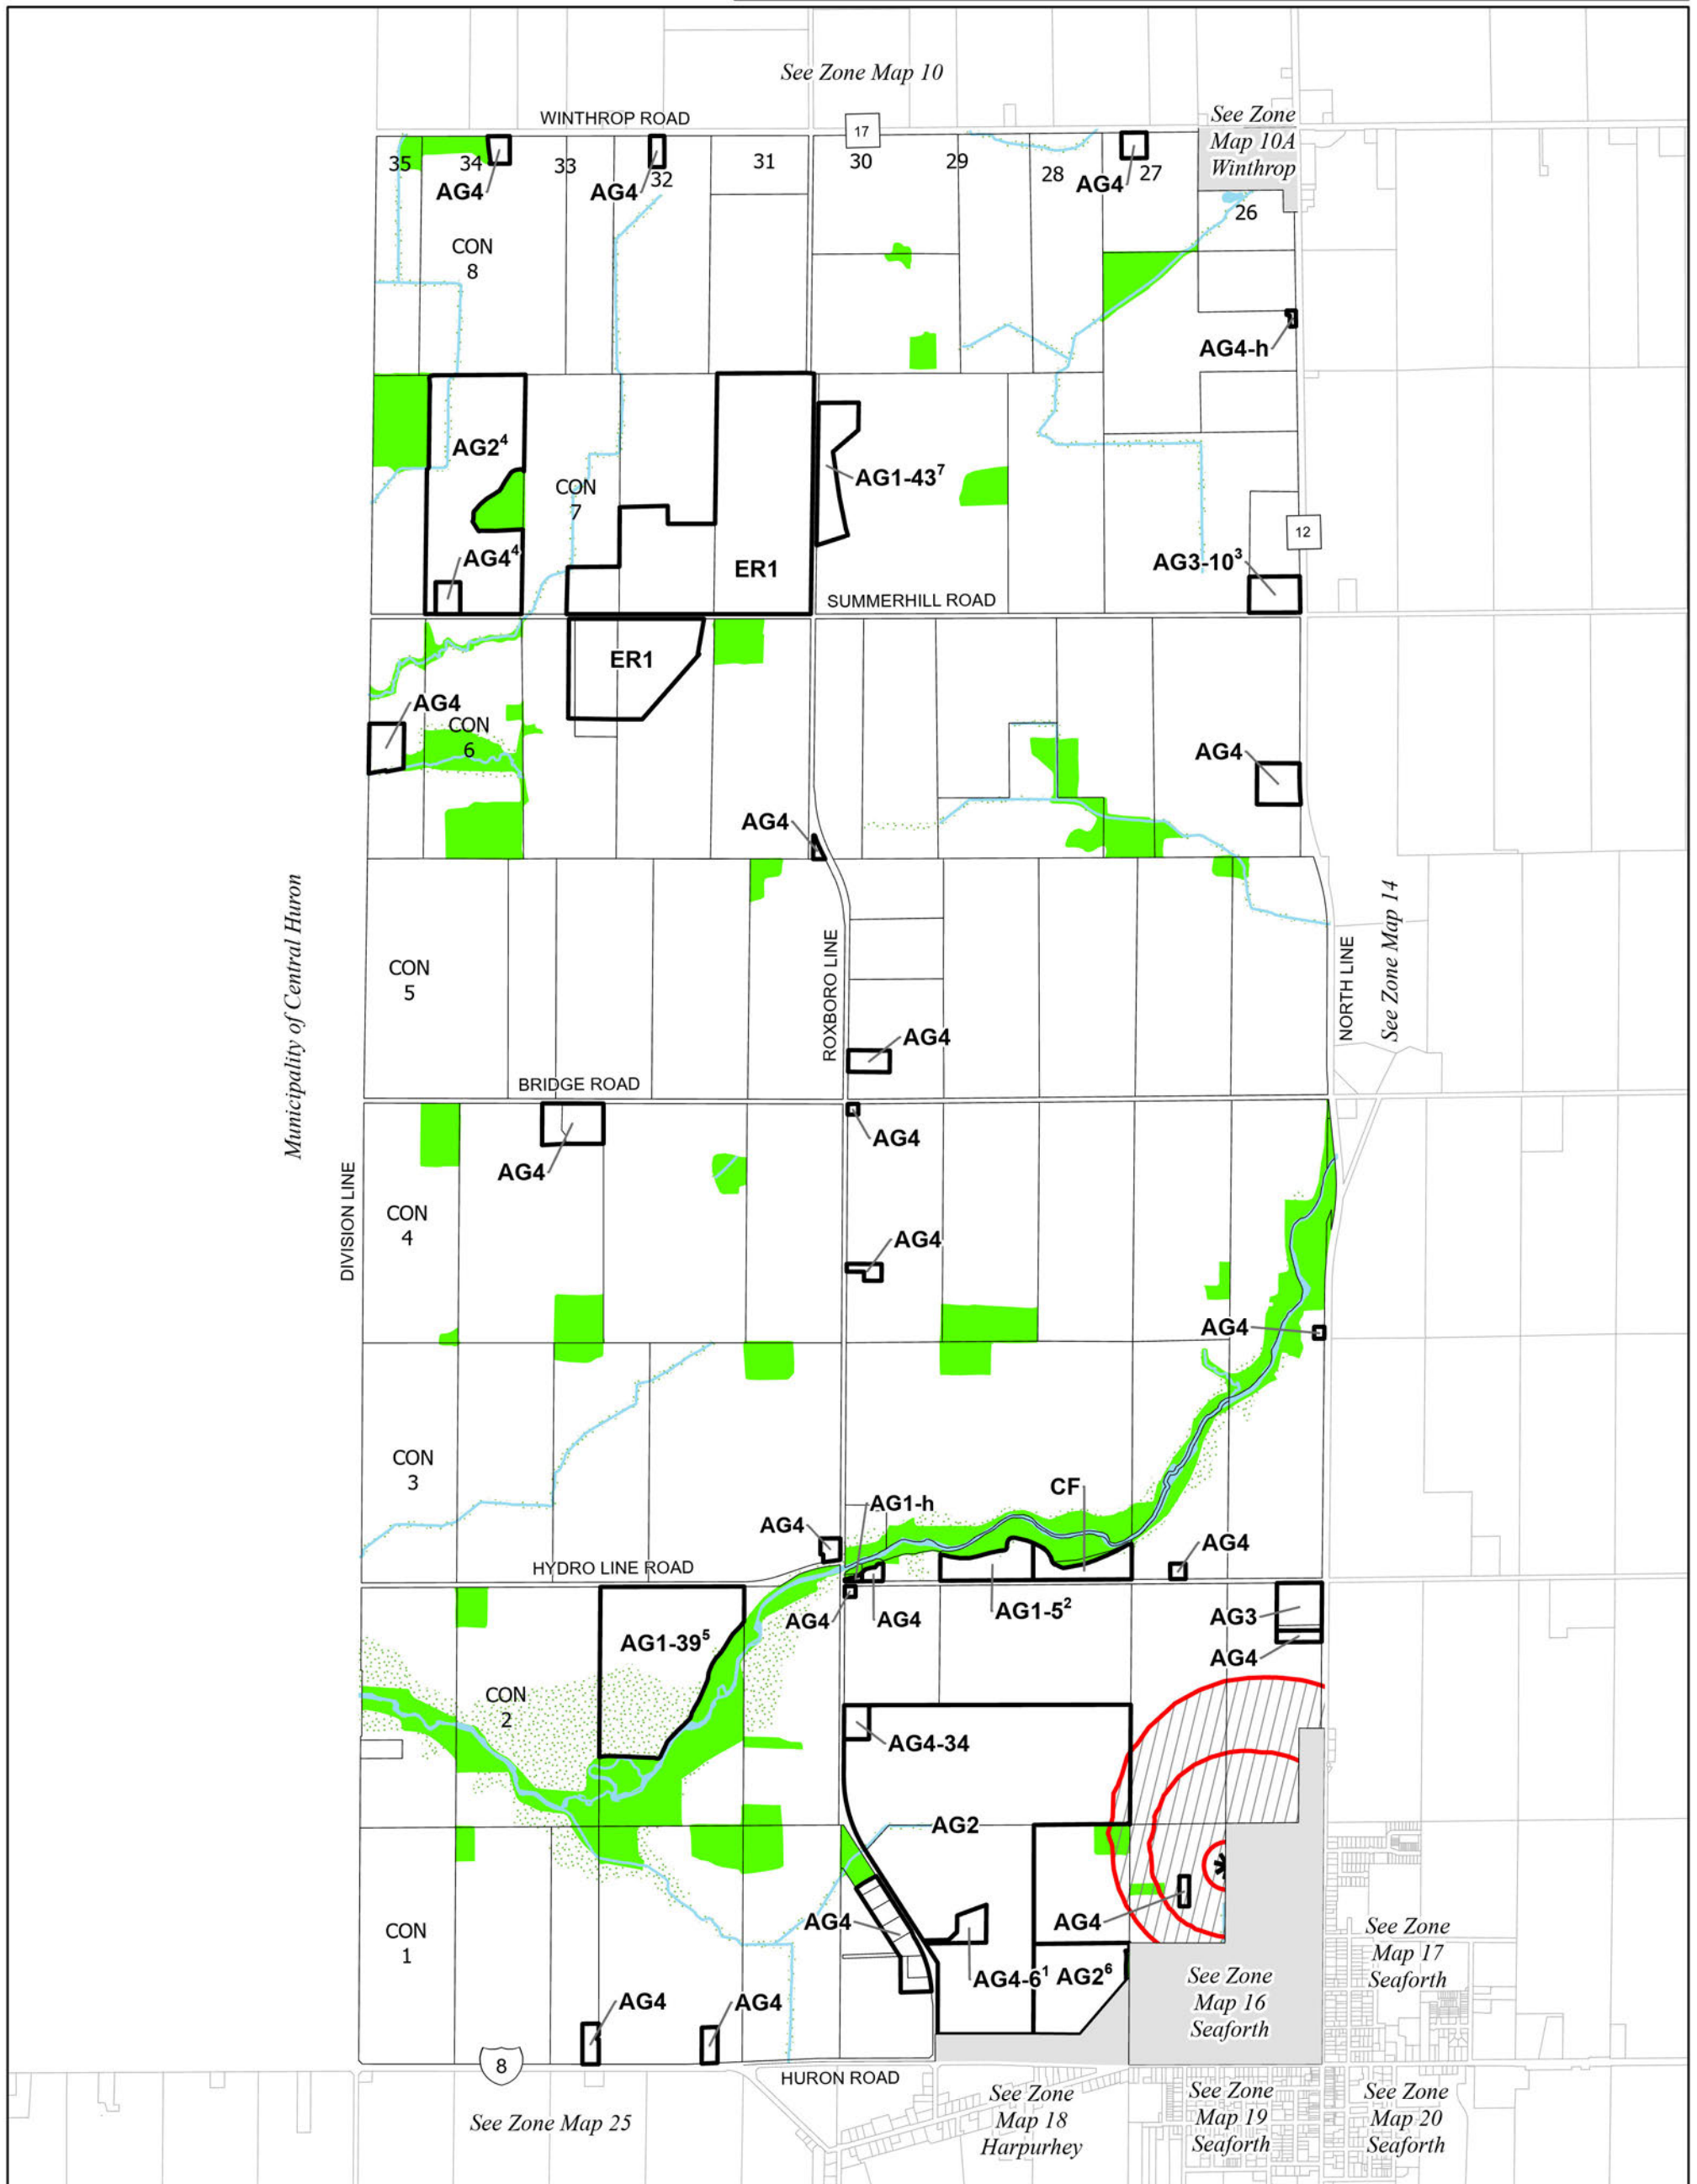 See Zone Map 10
WINTHROP ROAD
17
See Zone
Map 10A
Winthrop
35
34
33
32
31
30
29
28
27
26
AG4
AG4
AG4
CON
8
AG4-h
AG2⁴
CON
7
AG1-43⁷
12
AG4⁴
ER1
AG3-10³
SUMMERHILL ROAD
ER1
AG4
CON
6
AG4
AG4
Municipality of Central Huron
CON
5
ROXBORO LINE
NORTH LINE
See Zone Map 14
AG4
BRIDGE ROAD
AG4
AG4
DIVISION LINE
CON
4
AG4
AG4
CON
3
CF
AG1-h
AG4
AG4
HYDRO LINE ROAD
AG4
AG4
AG1-5²
AG3
AG4
AG1-39⁵
CON
2
AG4-34
AG2
AG4
AG4
CON
1
See Zone
Map 17
Seaforth
AG4-6¹
AG2⁶
See Zone
Map 16
Seaforth
AG4
AG4
8
HURON ROAD
See Zone Map 25
See Zone
Map 18
Harpurhey
See Zone
Map 19
Seaforth
See Zone
Map 20
Seaforth